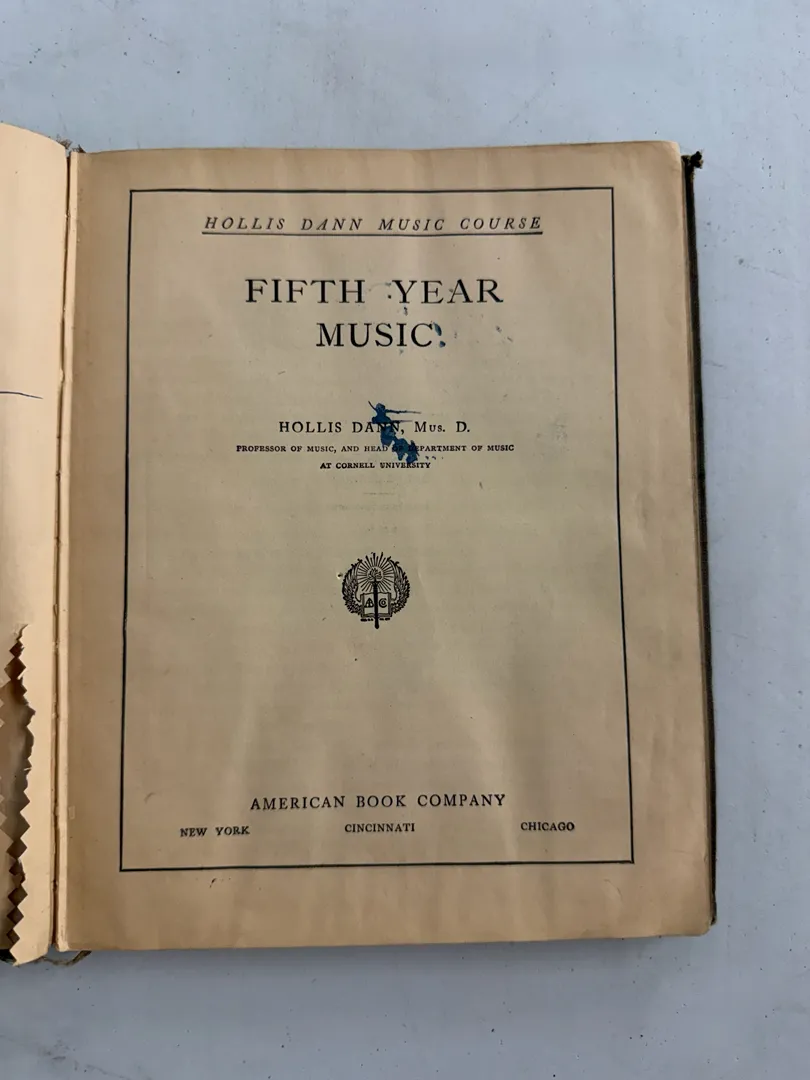 HOLLIS DANN MUSIC COURSE
FIFTH YEAR
MUSIC
HOLLIS DANN, Mus. D.
PROFESSOR OF MUSIC, AND HEAD OF DEPARTMENT OF MUSIC
AT CORNELL UNIVERSITY
A B C
AMERICAN BOOK COMPANY
NEW YORK CINCINNATI CHICAGO